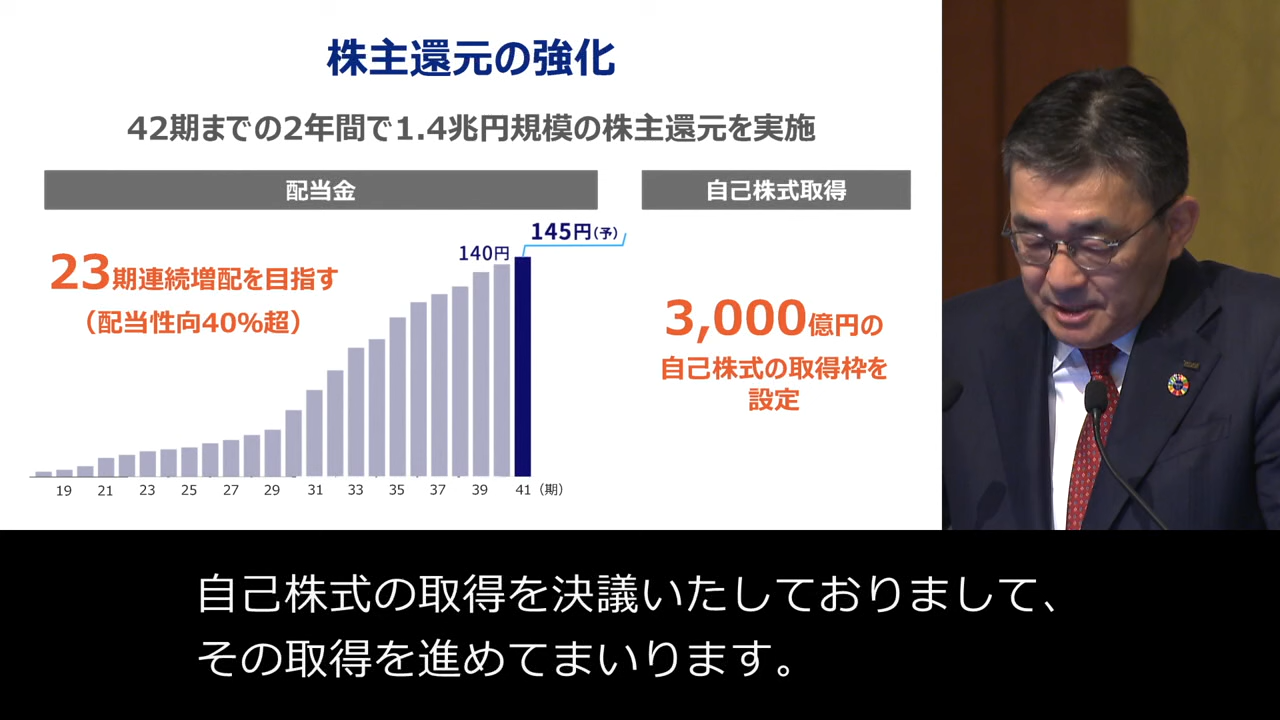 株主還元の強化
42期までの2年間で1.4兆円規模の株主還元を実施
配当金
自己株式取得
145円(予)
140円
23期連続増配を目指す
（配当性向40%超）
3,000億円の
自己株式の取得枠を
設定
19 21 23 25 27 29 31 33 35 37 39 41（期）
自己株式の取得を決議いたしておりまして、
その取得を進めてまいります。